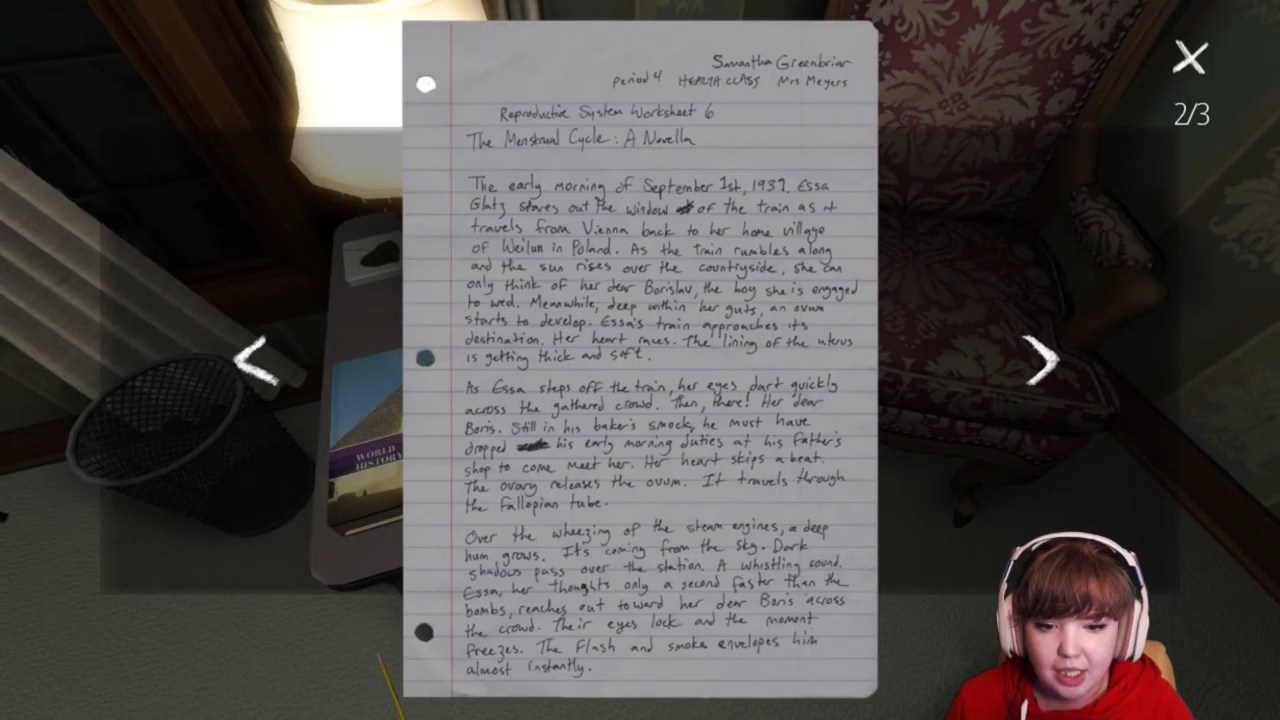 Samantha Greenbriar
period 4 HEALTH CLASS Mrs Meyers
Reproductive System Worksheet 6
The Menstrual Cycle: A Novella
The early morning of September 1st, 1939. Essa
Glatz stares out the window of the train as it
travels from Vienna back to her home village
of Weilun in Poland. As the train rumbles along
and the sun rises over the countryside, she can
only think of her dear Borislav, the boy she is engaged
to wed. Meanwhile, deep within her guts, an ovum
starts to develop. Essa's train approaches its
destination. Her heart races. The lining of the uterus
is getting thick and soft.
As Essa steps off the train, her eyes dart quickly
across the gathered crowd. Then, there! Her dear
Boris. Still in his baker's smock, he must have
dropped his early morning duties at his father's
shop to come meet her. Her heart skips a beat.
The ovary releases the ovum. It travels through
the fallopian tube.
Over the wheezing of the steam engines, a deep
hum grows. It's coming from the sky. Dark
shadows pass over the station. A whistling sound.
Essa, her thoughts only a second faster than the
bombs, reaches out toward her dear Boris across
the crowd. Their eyes lock and the moment
freezes. The flash and smoke envelopes him
almost instantly.
2/3
WORLD
HISTORY